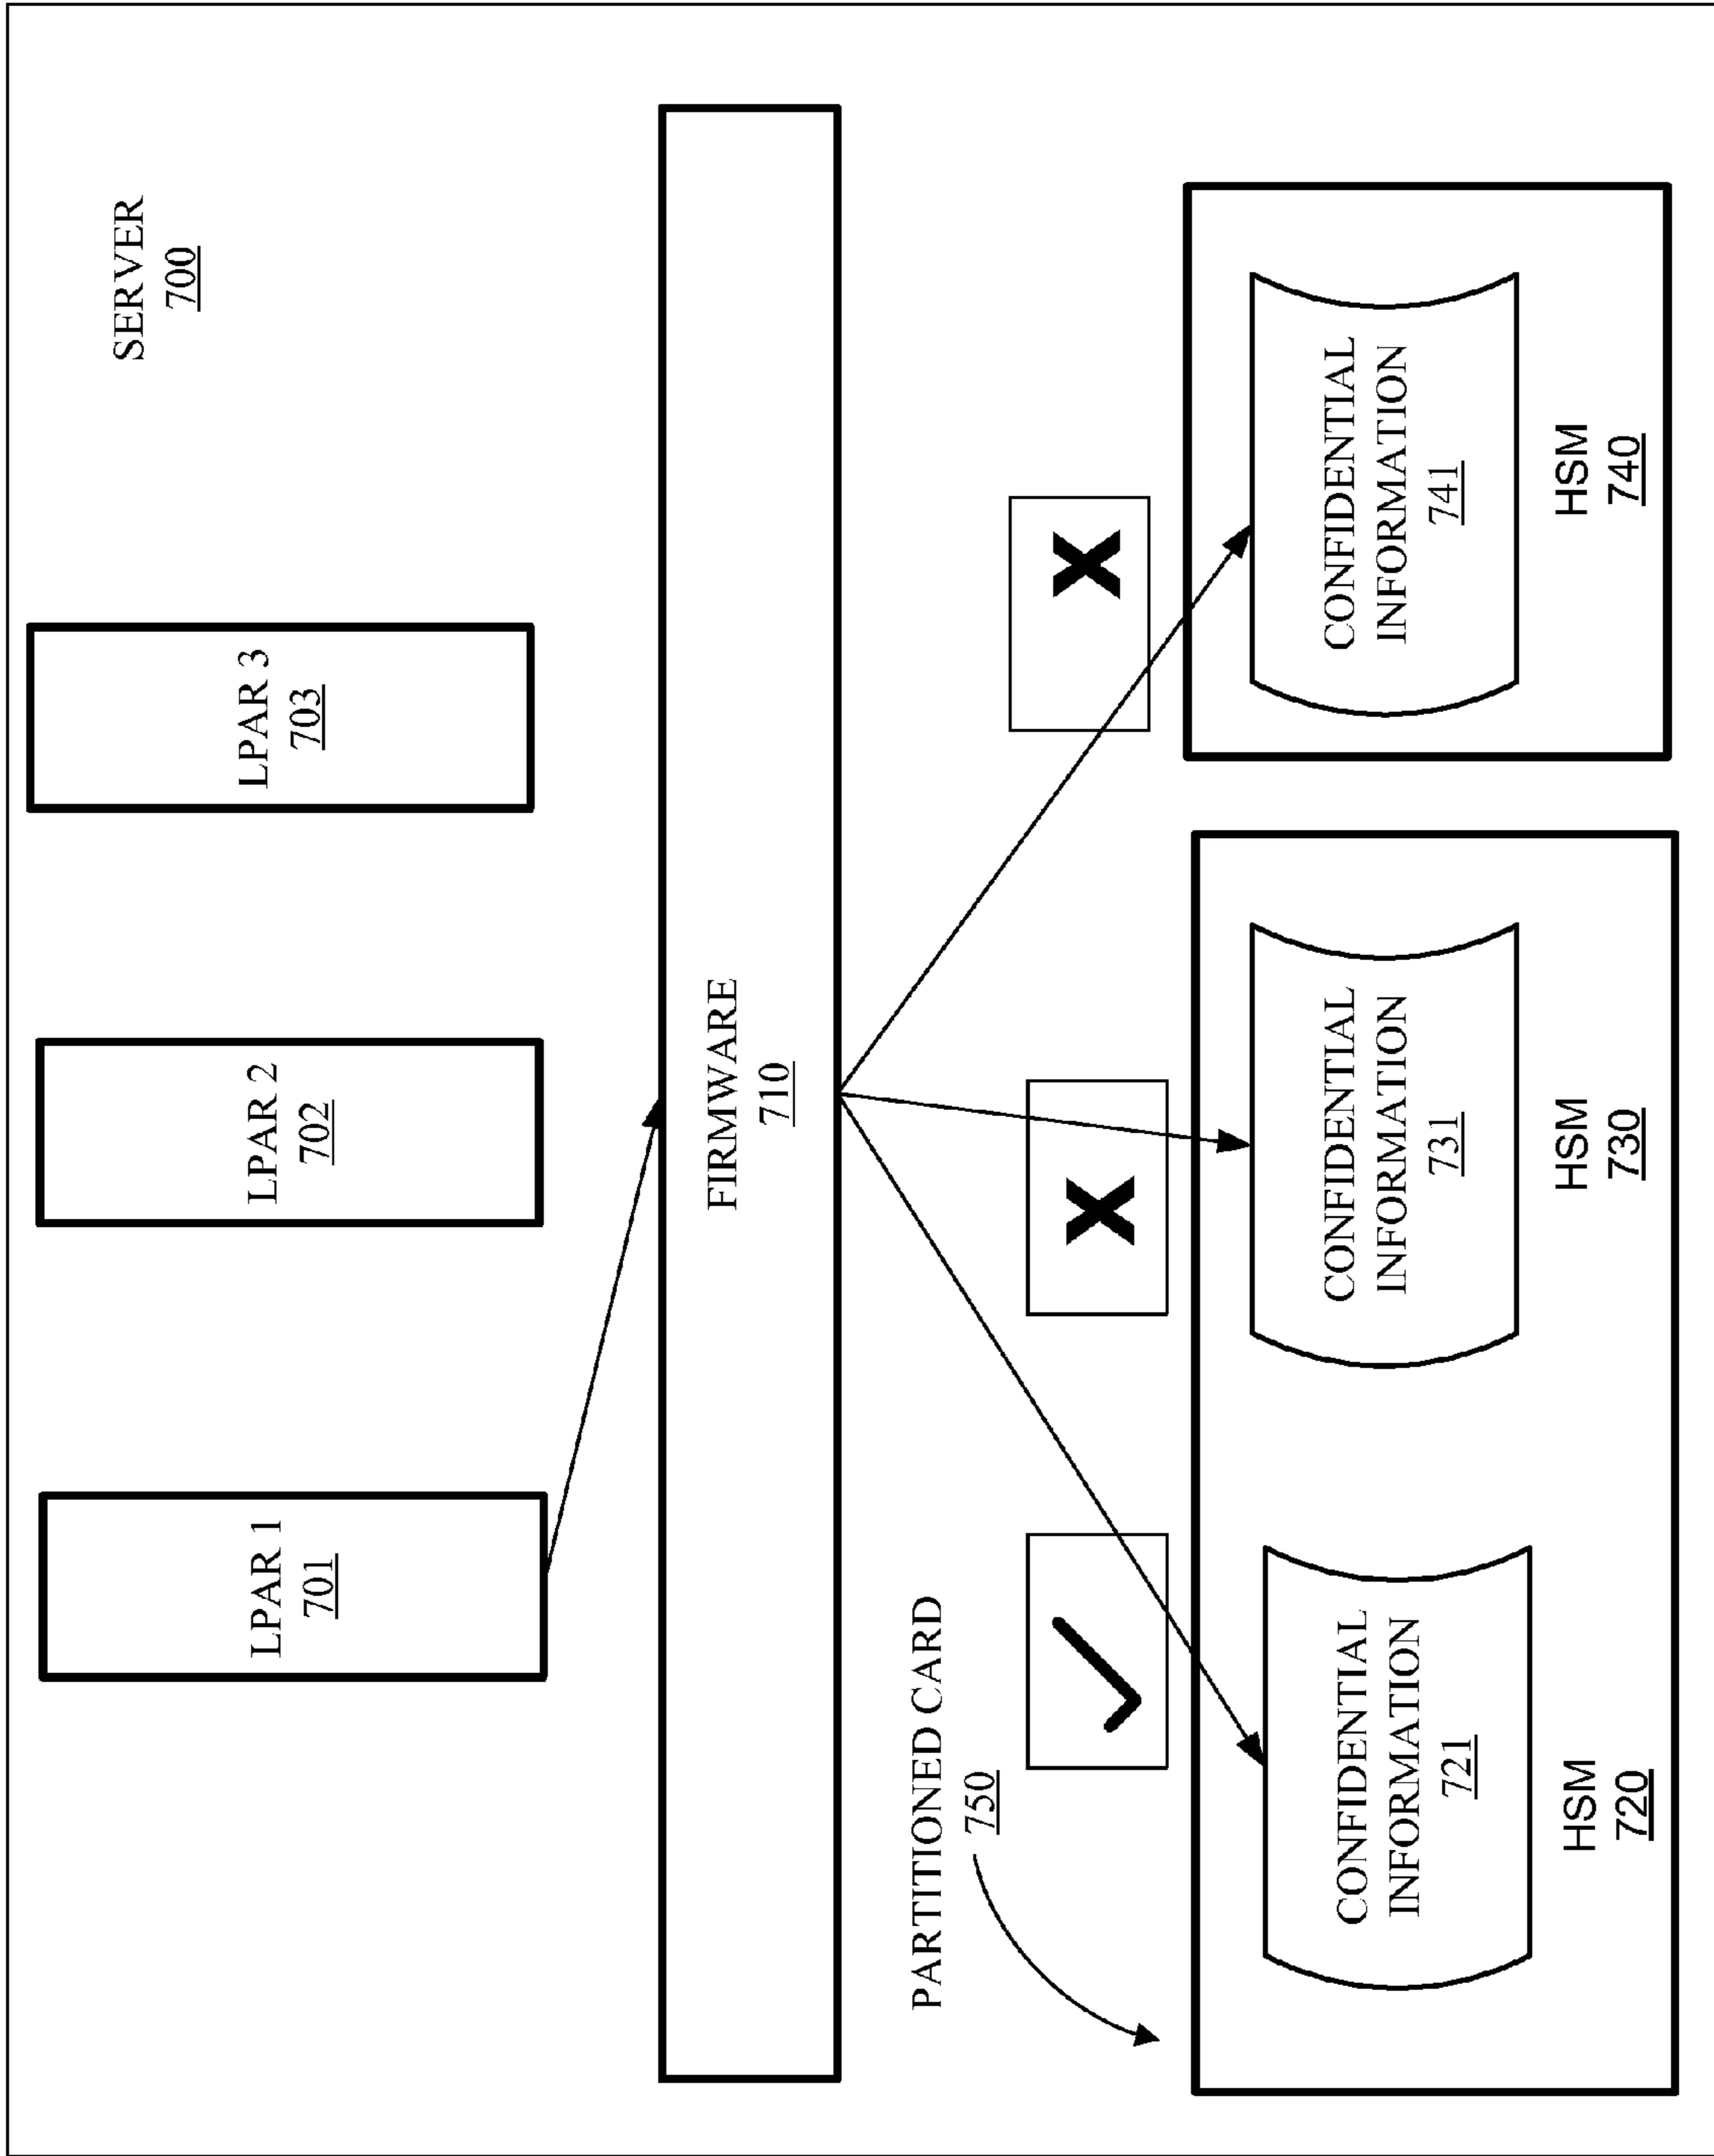 SERVER
700
LPAR 1
701
LPAR 2
702
LPAR 3
703
FIRMWARE
710
PARTITIONED CARD
750
X
X
CONFIDENTIAL
INFORMATION
721
HSM
720
CONFIDENTIAL
INFORMATION
731
HSM
730
CONFIDENTIAL
INFORMATION
741
HSM
740